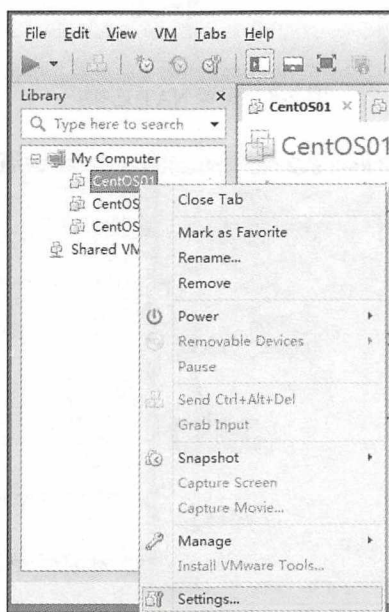 File Edit View VM Tabs Help
Library ×
CentOS01 ×
Type here to search
CentOS01
My Computer
CentOS01
CentOS
CentOS
Shared VM
Close Tab
Mark as Favorite
Rename...
Remove
Power
Removable Devices
Pause
Send Ctrl+Alt+Del
Grab Input
Snapshot
Capture Screen
Capture Movie...
Manage
Install VMware Tools...
Settings...